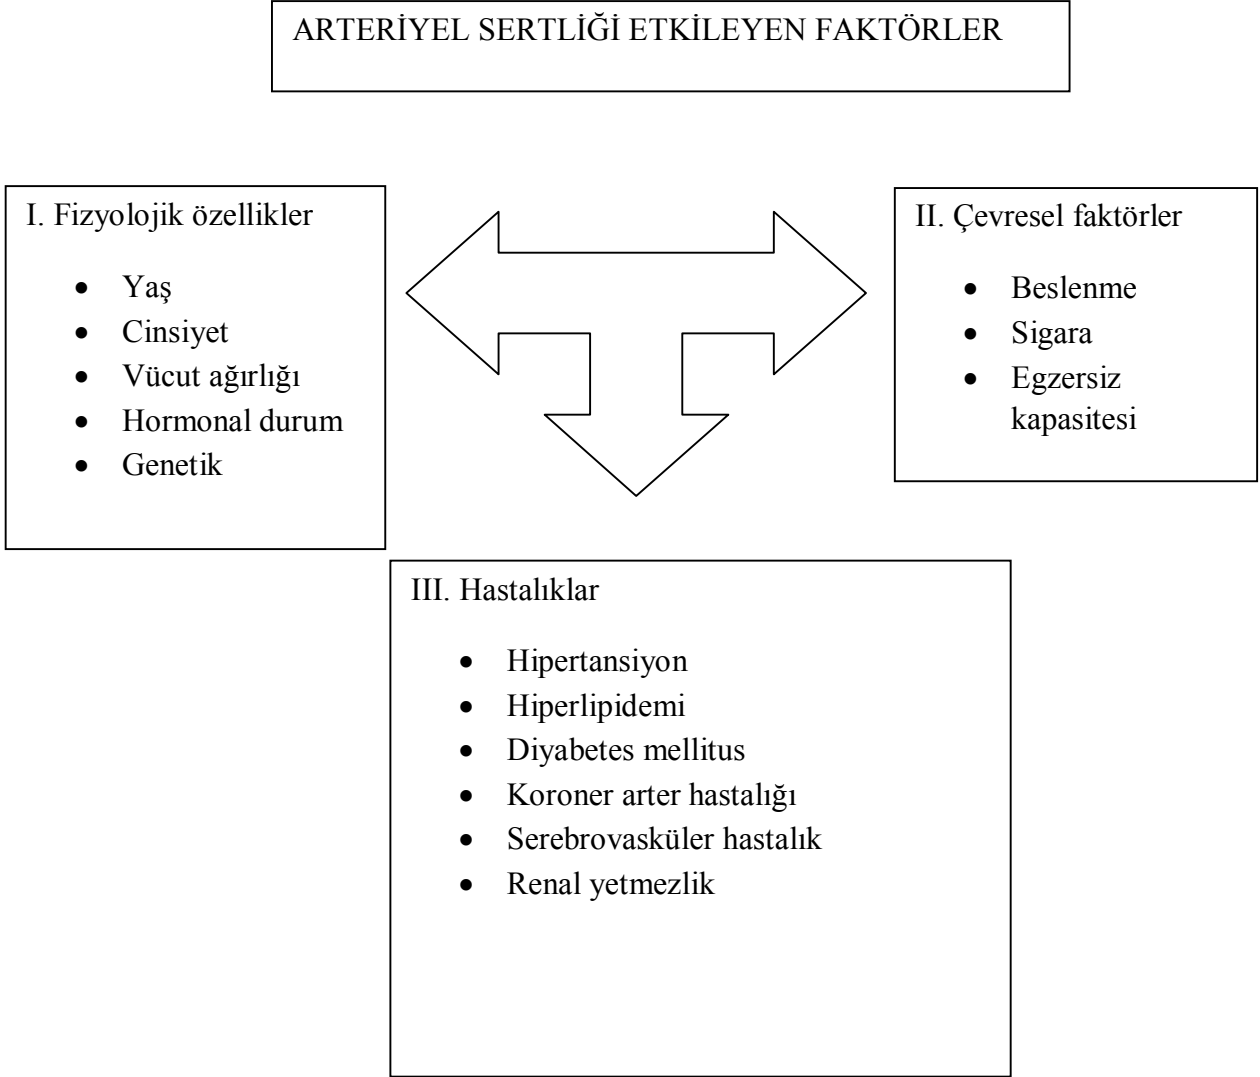 ARTERİYEL SERTLİĞİ ETKİLEYEN FAKTÖRLER
I. Fizyolojik özellikler
• Yaş
• Cinsiyet
• Vücut ağırlığı
• Hormonal durum
• Genetik
II. Çevresel faktörler
• Beslenme
• Sigara
• Egzersiz
kapasitesi
III. Hastalıklar
• Hipertansiyon
• Hiperlipidemi
• Diyabetes mellitus
• Koroner arter hastalığı
• Serebrovasküler hastalık
• Renal yetmezlik